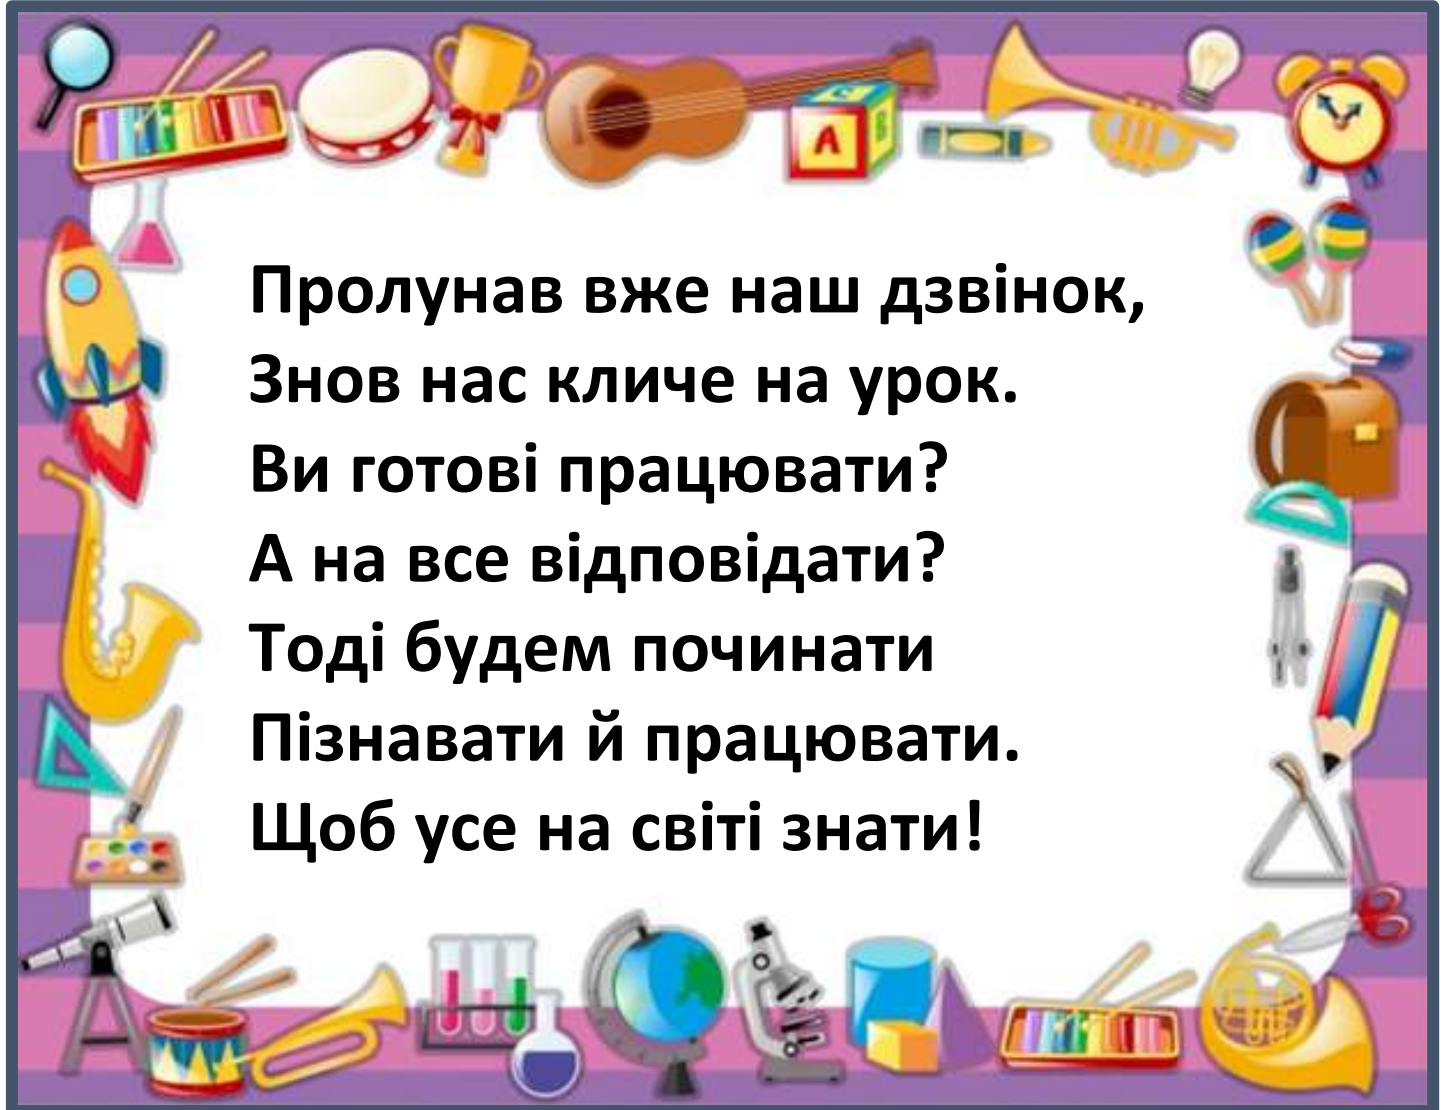 Пролунав вже наш дзвінок,
Знов нас кличе на урок.
Ви готові працювати?
А на все відповідати?
Тоді будем починати
Пізнавати й працювати.
Щоб усе на світі знати!
A
B
C